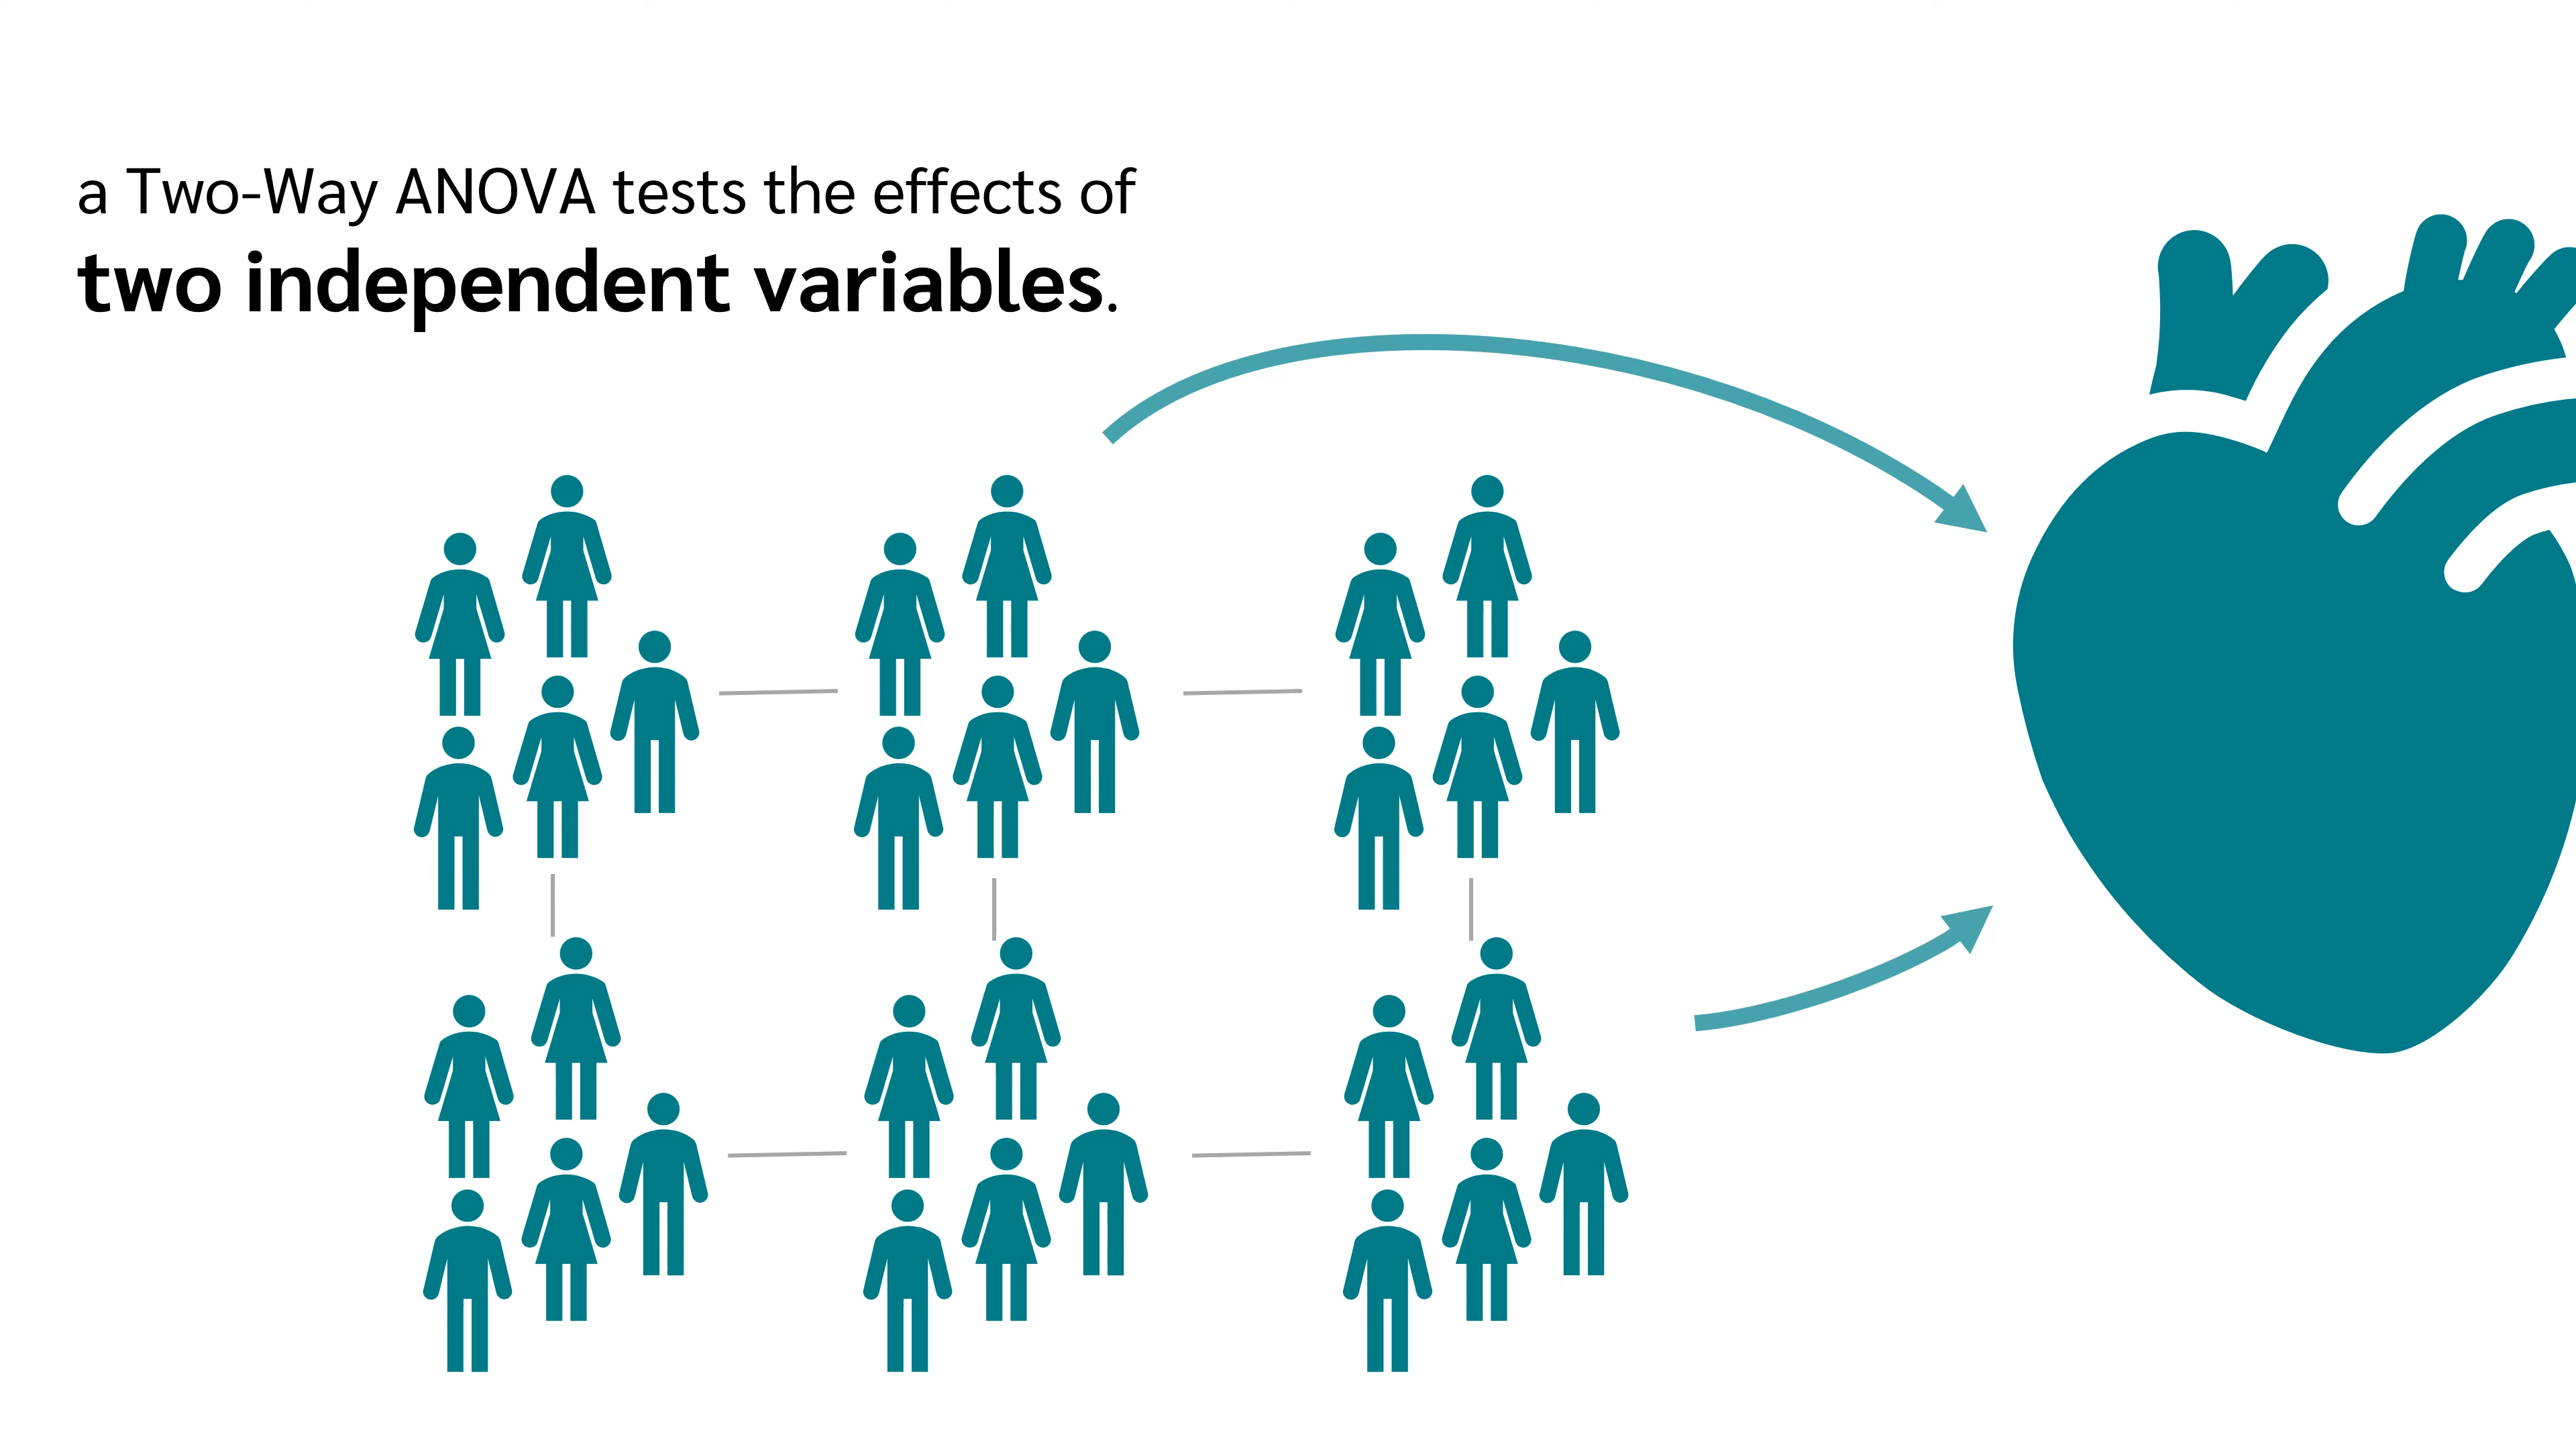 a Two-Way ANOVA tests the effects of
two independent variables.